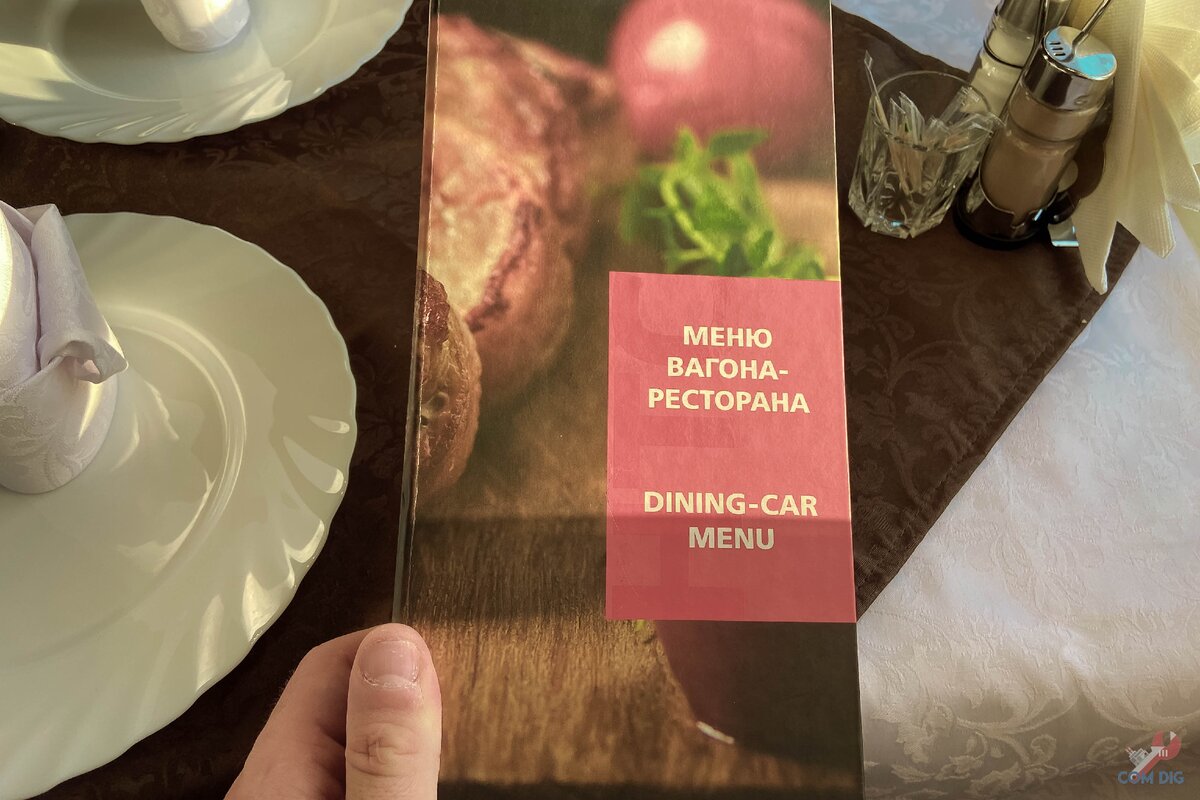 МЕНЮ
ВАГОНА-
РЕСТОРАНА
DINING-CAR
MENU
COM DIG